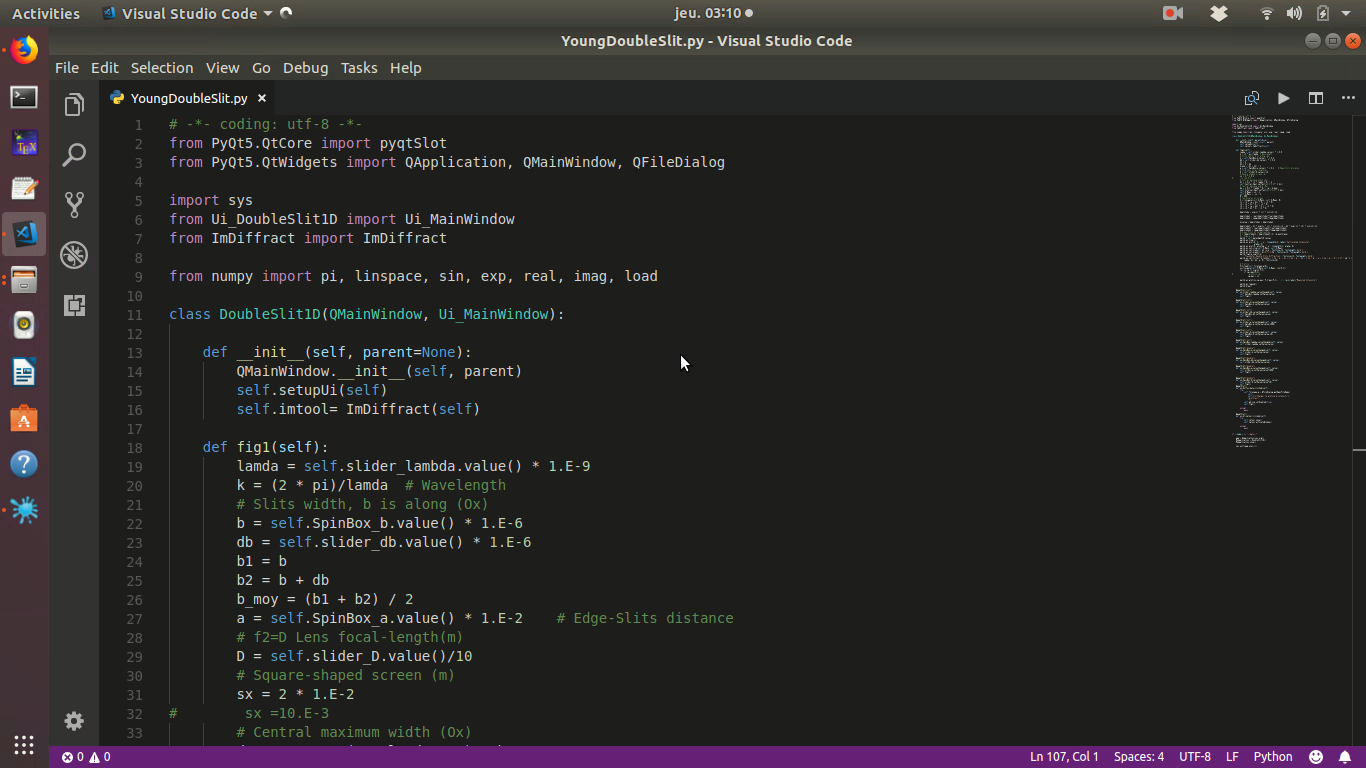 Activities Visual Studio Code jeu. 03:10
YoungDoubleSlit.py - Visual Studio Code
File Edit Selection View Go Debug Tasks Help
YoungDoubleSlit.py
1 # -*- coding: utf-8 -*-
2 from PyQt5.QtCore import pyqtSlot
3 from PyQt5.QtWidgets import QApplication, QMainWindow, QFileDialog
4
5 import sys
6 from Ui_DoubleSlit1D import Ui_MainWindow
7 from ImDiffract import ImDiffract
8
9 from numpy import pi, linspace, sin, exp, real, imag, load
10
11 class DoubleSlit1D(QMainWindow, Ui_MainWindow):
12
13     def __init__(self, parent=None):
14         QMainWindow.__init__(self, parent)
15         self.setupUi(self)
16         self.imtool= ImDiffract(self)
17
18     def fig1(self):
19         lamda = self.slider_lambda.value() * 1.E-9
20         k = (2 * pi)/lamda  # Wavelength
21         # Slits width, b is along (Ox)
22         b = self.SpinBox_b.value() * 1.E-6
23         db = self.slider_db.value() * 1.E-6
24         b1 = b
25         b2 = b + db
26         b_moy = (b1 + b2) / 2
27         a = self.SpinBox_a.value() * 1.E-2    # Edge-Slits distance
28         # f2=D Lens focal-length(m)
29         D = self.slider_D.value()/10
30         # Square-shaped screen (m)
31         sx = 2 * 1.E-2
32 #        sx =10.E-3
33         # Central maximum width (Ox)
0 0 Ln 107, Col 1 Spaces: 4 UTF-8 LF Python